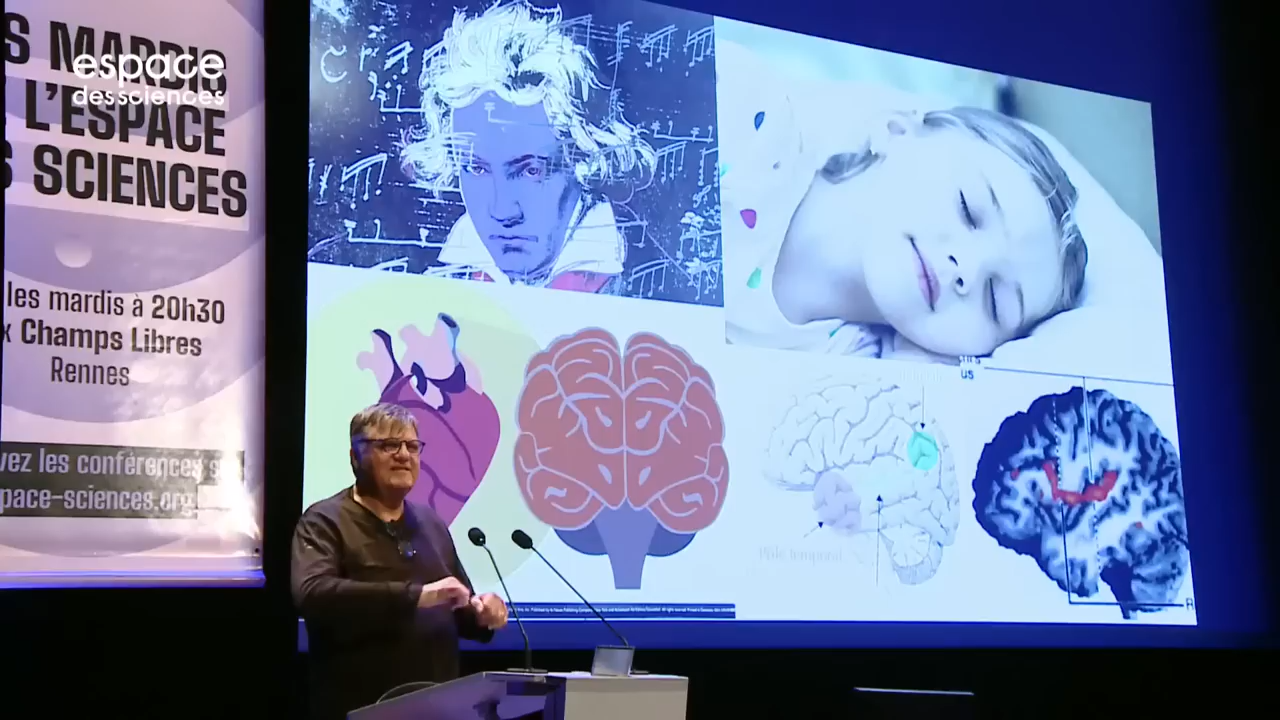 S MARDIS
L'ESPACE
S SCIENCES
espace
des sciences
les mardis à 20h30
x Champs Libres
Rennes
vez les conférences s
pace-sciences.org
us
Pôle temporal
R